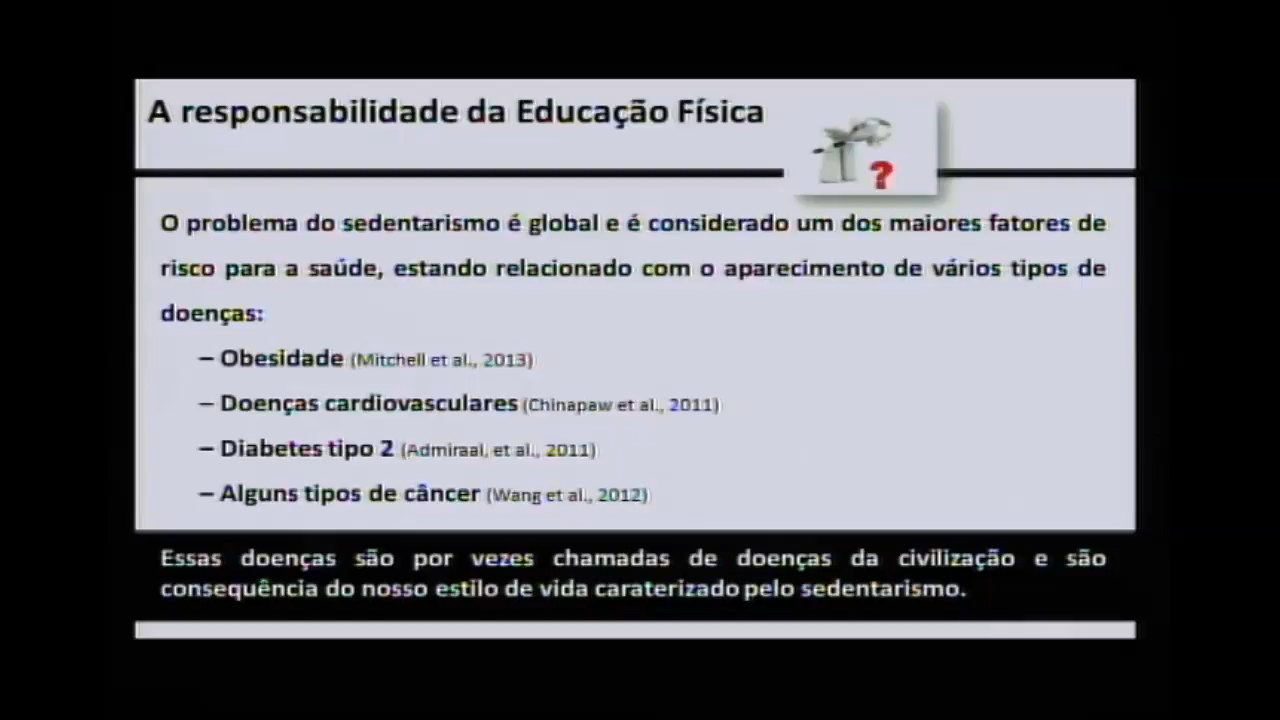 A responsabilidade da Educação Física
?
O problema do sedentarismo é global e é considerado um dos maiores fatores de
risco para a saúde, estando relacionado com o aparecimento de vários tipos de
doenças:
– Obesidade (Mitchell et al., 2013)
– Doenças cardiovasculares (Chinapaw et al., 2011)
– Diabetes tipo 2 (Admiraal, et al., 2011)
– Alguns tipos de câncer (Wang et al., 2012)
Essas doenças são por vezes chamadas de doenças da civilização e são
consequência do nosso estilo de vida caraterizado pelo sedentarismo.